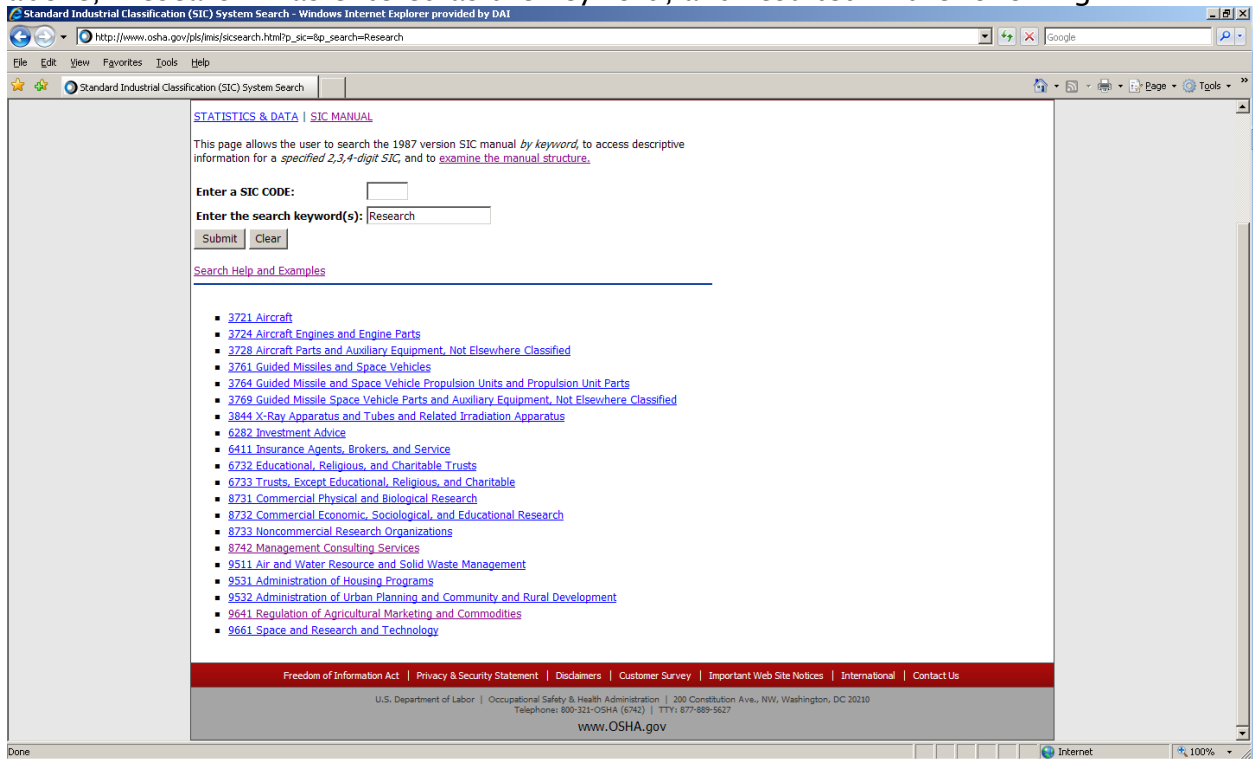 Standard Industrial Classification (SIC) System Search - Windows Internet Explorer provided by DAI
http://www.osha.gov/pls/imis/sicsearch.html?p_sic=&p_search=Research
Google
File Edit View Favorites Tools Help
Standard Industrial Classification (SIC) System Search
Page Tools »
STATISTICS & DATA | SIC MANUAL
This page allows the user to search the 1987 version SIC manual by keyword, to access descriptive
information for a specified 2,3,4-digit SIC, and to examine the manual structure.
Enter a SIC CODE:
Enter the search keyword(s): Research
Submit Clear
Search Help and Examples
3721 Aircraft
3724 Aircraft Engines and Engine Parts
3728 Aircraft Parts and Auxiliary Equipment, Not Elsewhere Classified
3761 Guided Missiles and Space Vehicles
3764 Guided Missile and Space Vehicle Propulsion Units and Propulsion Unit Parts
3769 Guided Missile Space Vehicle Parts and Auxiliary Equipment, Not Elsewhere Classified
3844 X-Ray Apparatus and Tubes and Related Irradiation Apparatus
6282 Investment Advice
6411 Insurance Agents, Brokers, and Service
6732 Educational, Religious, and Charitable Trusts
6733 Trusts, Except Educational, Religious, and Charitable
8731 Commercial Physical and Biological Research
8732 Commercial Economic, Sociological, and Educational Research
8733 Noncommercial Research Organizations
8742 Management Consulting Services
9511 Air and Water Resource and Solid Waste Management
9531 Administration of Housing Programs
9532 Administration of Urban Planning and Community and Rural Development
9641 Regulation of Agricultural Marketing and Commodities
9661 Space and Research and Technology
Freedom of Information Act | Privacy & Security Statement | Disclaimers | Customer Survey | Important Web Site Notices | International | Contact Us
U.S. Department of Labor | Occupational Safety & Health Administration | 200 Constitution Ave., NW, Washington, DC 20210
Telephone: 800-321-OSHA (6742) | TTY: 877-889-5627
www.OSHA.gov
Done
Internet
100%